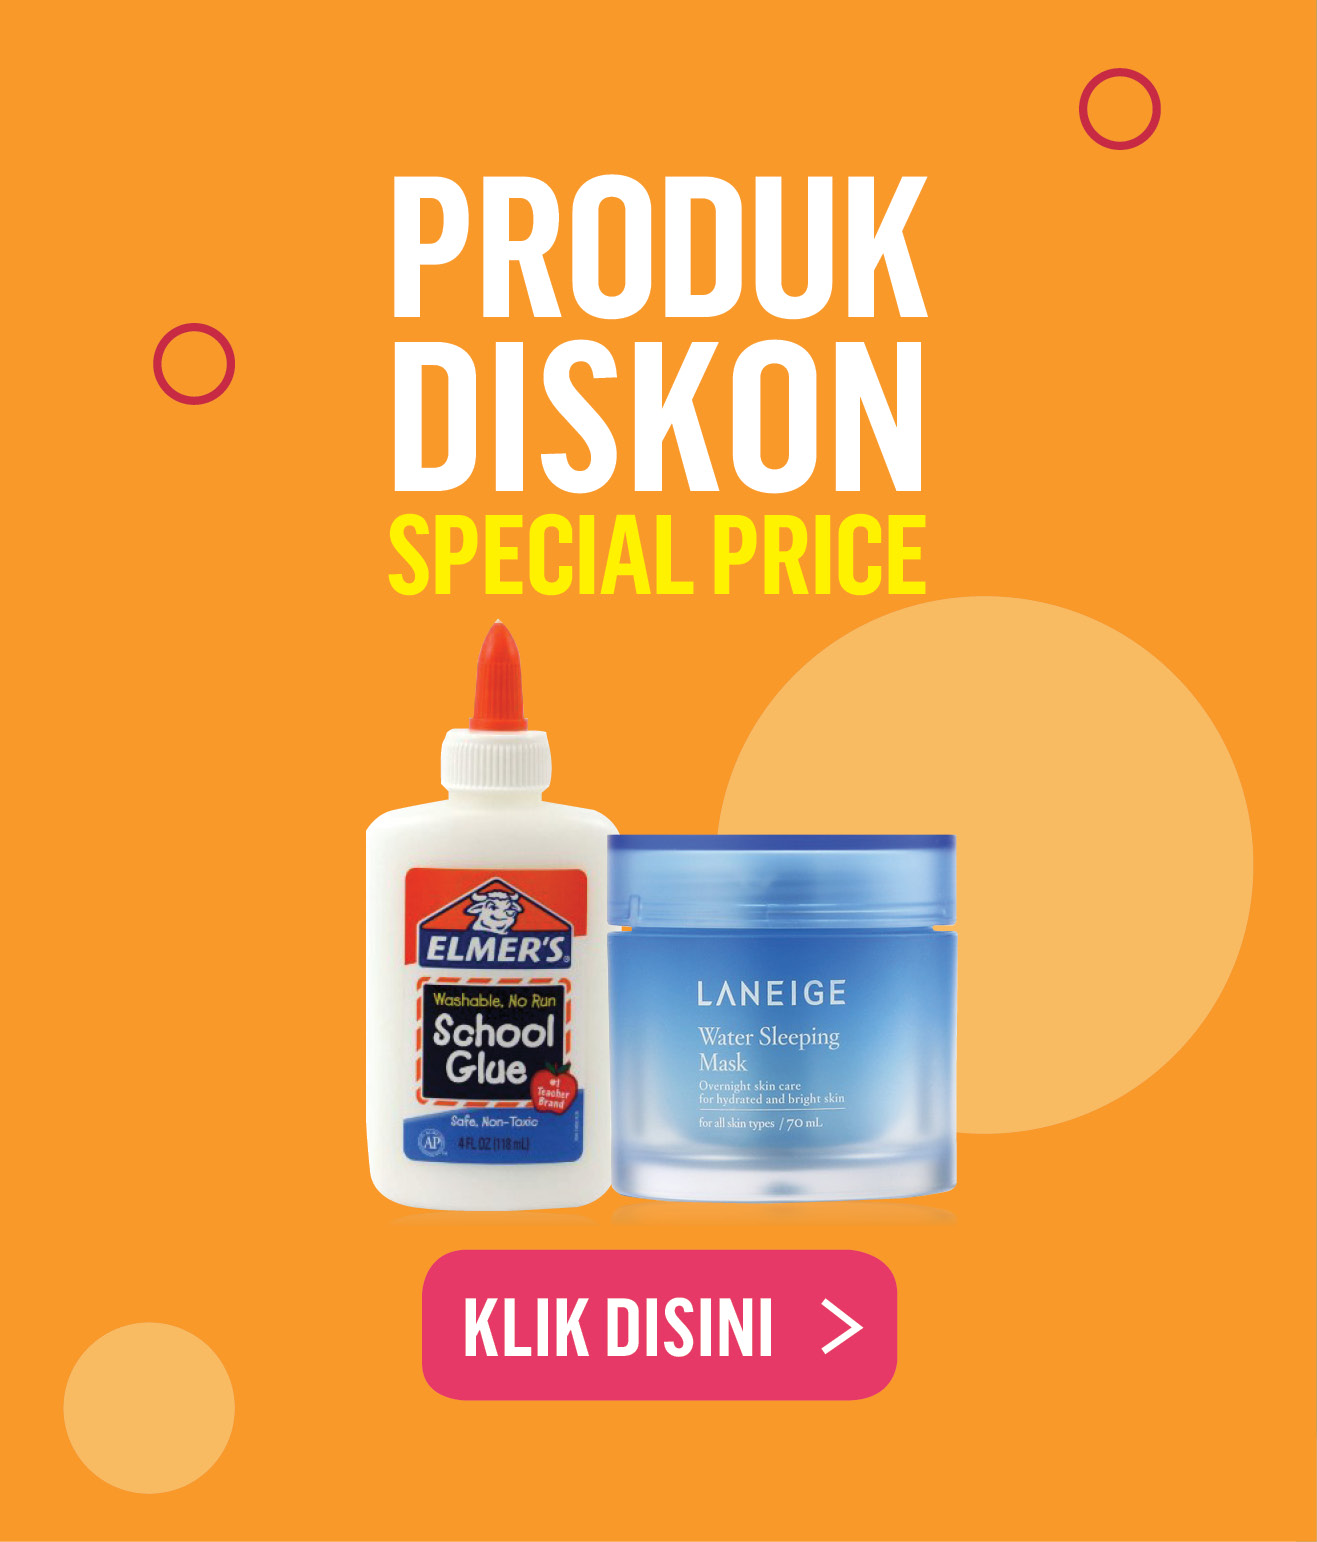 PRODUK
DISKON
SPECIAL PRICE
ELMER'S
Washable, No Run
School
Glue
#1
Teacher
Brand
Safe, Non-Toxic
AP
4 FL OZ (118 mL)
LANEIGE
Water Sleeping
Mask
Overnight skin care
for hydrated and bright skin
for all skin types / 70 mL
KLIK DISINI >